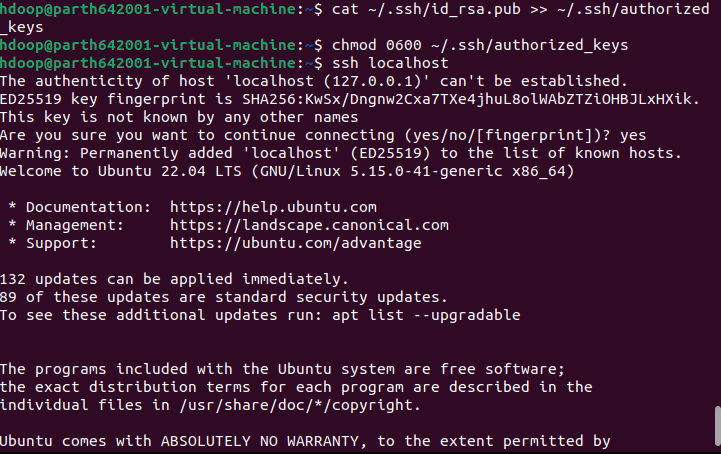 hdoop@parth642001-virtual-machine:~$ cat ~/.ssh/id_rsa.pub >> ~/.ssh/authorized
_keys
hdoop@parth642001-virtual-machine:~$ chmod 0600 ~/.ssh/authorized_keys
hdoop@parth642001-virtual-machine:~$ ssh localhost
The authenticity of host 'localhost (127.0.0.1)' can't be established.
ED25519 key fingerprint is SHA256:KwSx/Dngnw2Cxa7TXe4jhuL8olWAbZTZiOHBJLxHXik.
This key is not known by any other names
Are you sure you want to continue connecting (yes/no/[fingerprint])? yes
Warning: Permanently added 'localhost' (ED25519) to the list of known hosts.
Welcome to Ubuntu 22.04 LTS (GNU/Linux 5.15.0-41-generic x86_64)
* Documentation:  https://help.ubuntu.com
* Management:     https://landscape.canonical.com
* Support:        https://ubuntu.com/advantage
132 updates can be applied immediately.
89 of these updates are standard security updates.
To see these additional updates run: apt list --upgradable
The programs included with the Ubuntu system are free software;
the exact distribution terms for each program are described in the
individual files in /usr/share/doc/*/copyright.
Ubuntu comes with ABSOLUTELY NO WARRANTY, to the extent permitted by